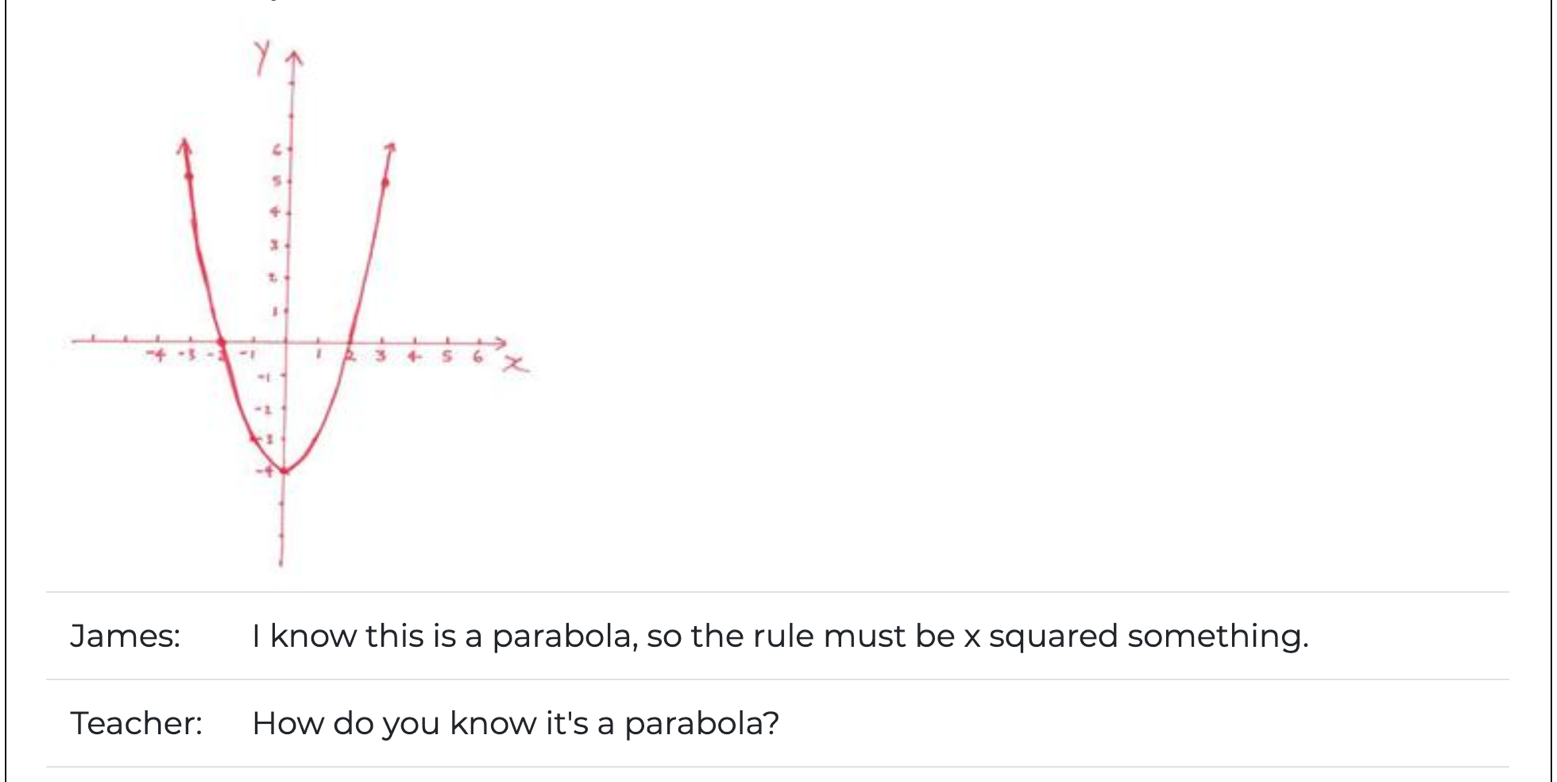 y
6
5
4
3
2
1
-4 -3 -2 -1 1 2 3 4 5 6 x
-1
-2
-3
-4
James: I know this is a parabola, so the rule must be x squared something.
Teacher: How do you know it's a parabola?